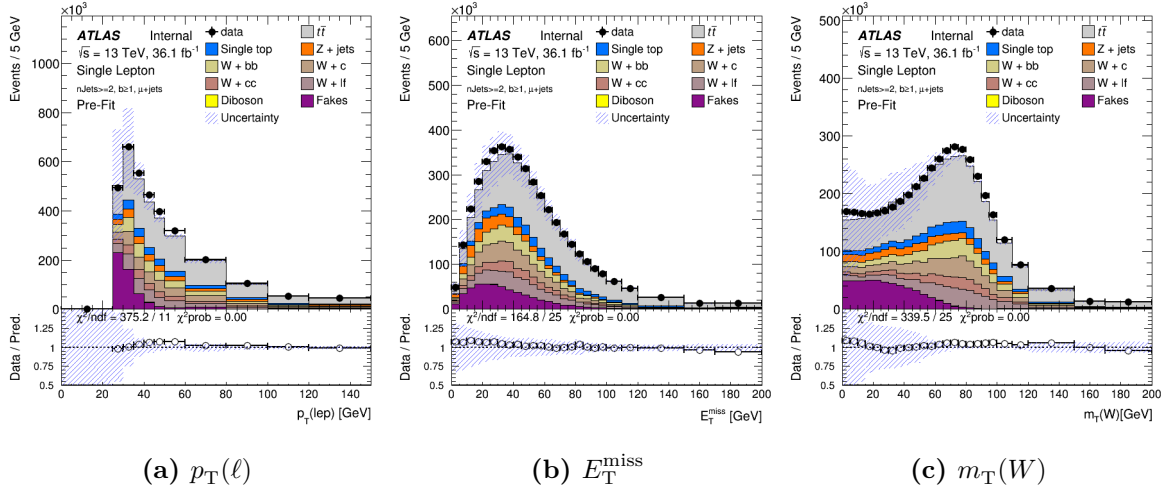 ×10³
Events / 5 GeV
ATLAS Internal
√s = 13 TeV, 36.1 fb⁻¹
Single Lepton
nJets>=2, b≥1, μ+jets
Pre-Fit
data
tt̄
Single top
Z + jets
W + bb
W + c
W + cc
W + lf
Diboson
Fakes
Uncertainty
1200
1000
800
600
400
200
0
χ²/ndf = 375.2 / 11 χ²prob = 0.00
Data / Pred.
1.25
1
0.75
0.5
0 20 40 60 80 100 120 140
p_T(lep) [GeV]
×10³
Events / 5 GeV
ATLAS Internal
√s = 13 TeV, 36.1 fb⁻¹
Single Lepton
nJets>=2, b≥1, μ+jets
Pre-Fit
data
tt̄
Single top
Z + jets
W + bb
W + c
W + cc
W + lf
Diboson
Fakes
Uncertainty
600
500
400
300
200
100
0
χ²/ndf = 164.8 / 25 χ²prob = 0.00
Data / Pred.
1.25
1
0.75
0.5
0 20 40 60 80 100 120 140 160 180 200
E_T^miss [GeV]
×10³
Events / 5 GeV
ATLAS Internal
√s = 13 TeV, 36.1 fb⁻¹
Single Lepton
nJets>=2, b≥1, μ+jets
Pre-Fit
data
tt̄
Single top
Z + jets
W + bb
W + c
W + cc
W + lf
Diboson
Fakes
Uncertainty
500
400
300
200
100
0
χ²/ndf = 339.5 / 25 χ²prob = 0.00
Data / Pred.
1.25
1
0.75
0.5
0 20 40 60 80 100 120 140 160 180 200
m_T(W)[GeV]
(a) p_T(ℓ)
(b) E_T^miss
(c) m_T(W)